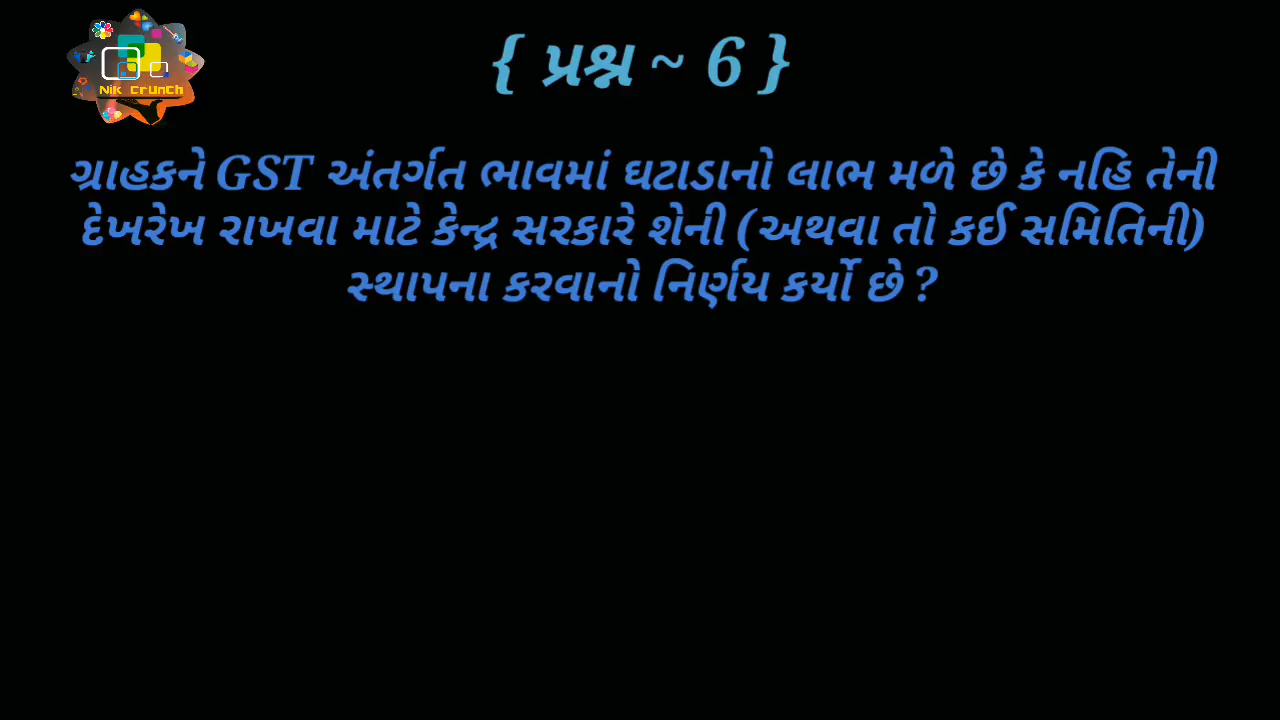 { પ્રશ્ન ~ 6 }
Nik Crunch
ગ્રાહકને GST અંતર્ગત ભાવમાં ઘટાડાનો લાભ મળે છે કે નહિ તેની
દેખરેખ રાખવા માટે કેન્દ્ર સરકારે શેની (અથવા તો કઈ સમિતિની)
સ્થાપના કરવાનો નિર્ણય કર્યો છે ?